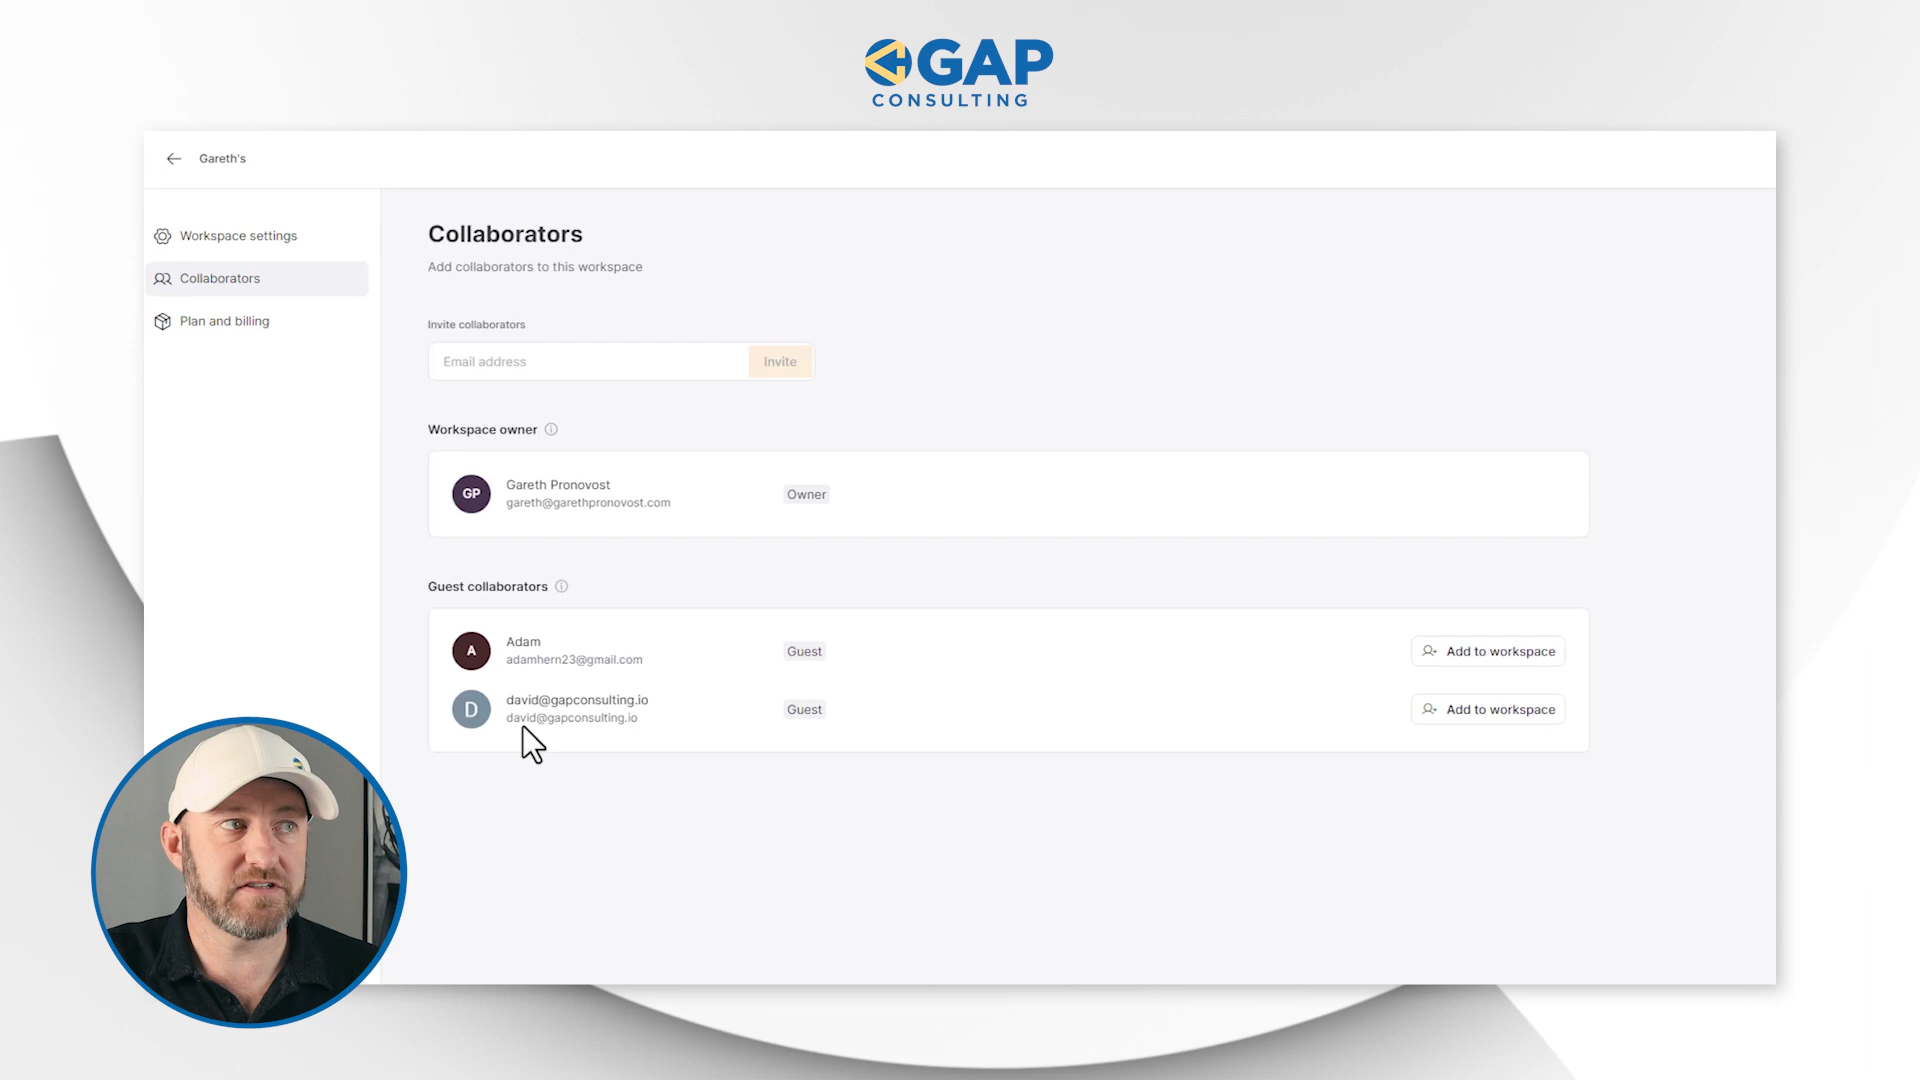 GAP
CONSULTING
Gareth's
Workspace settings
Collaborators
Plan and billing
Collaborators
Add collaborators to this workspace
Invite collaborators
Email address
Invite
Workspace owner
GP
Gareth Pronovost
gareth@garethpronovost.com
Owner
Guest collaborators
A
Adam
adamhern23@gmail.com
Guest
Add to workspace
D
david@gapconsulting.io
david@gapconsulting.io
Guest
Add to workspace